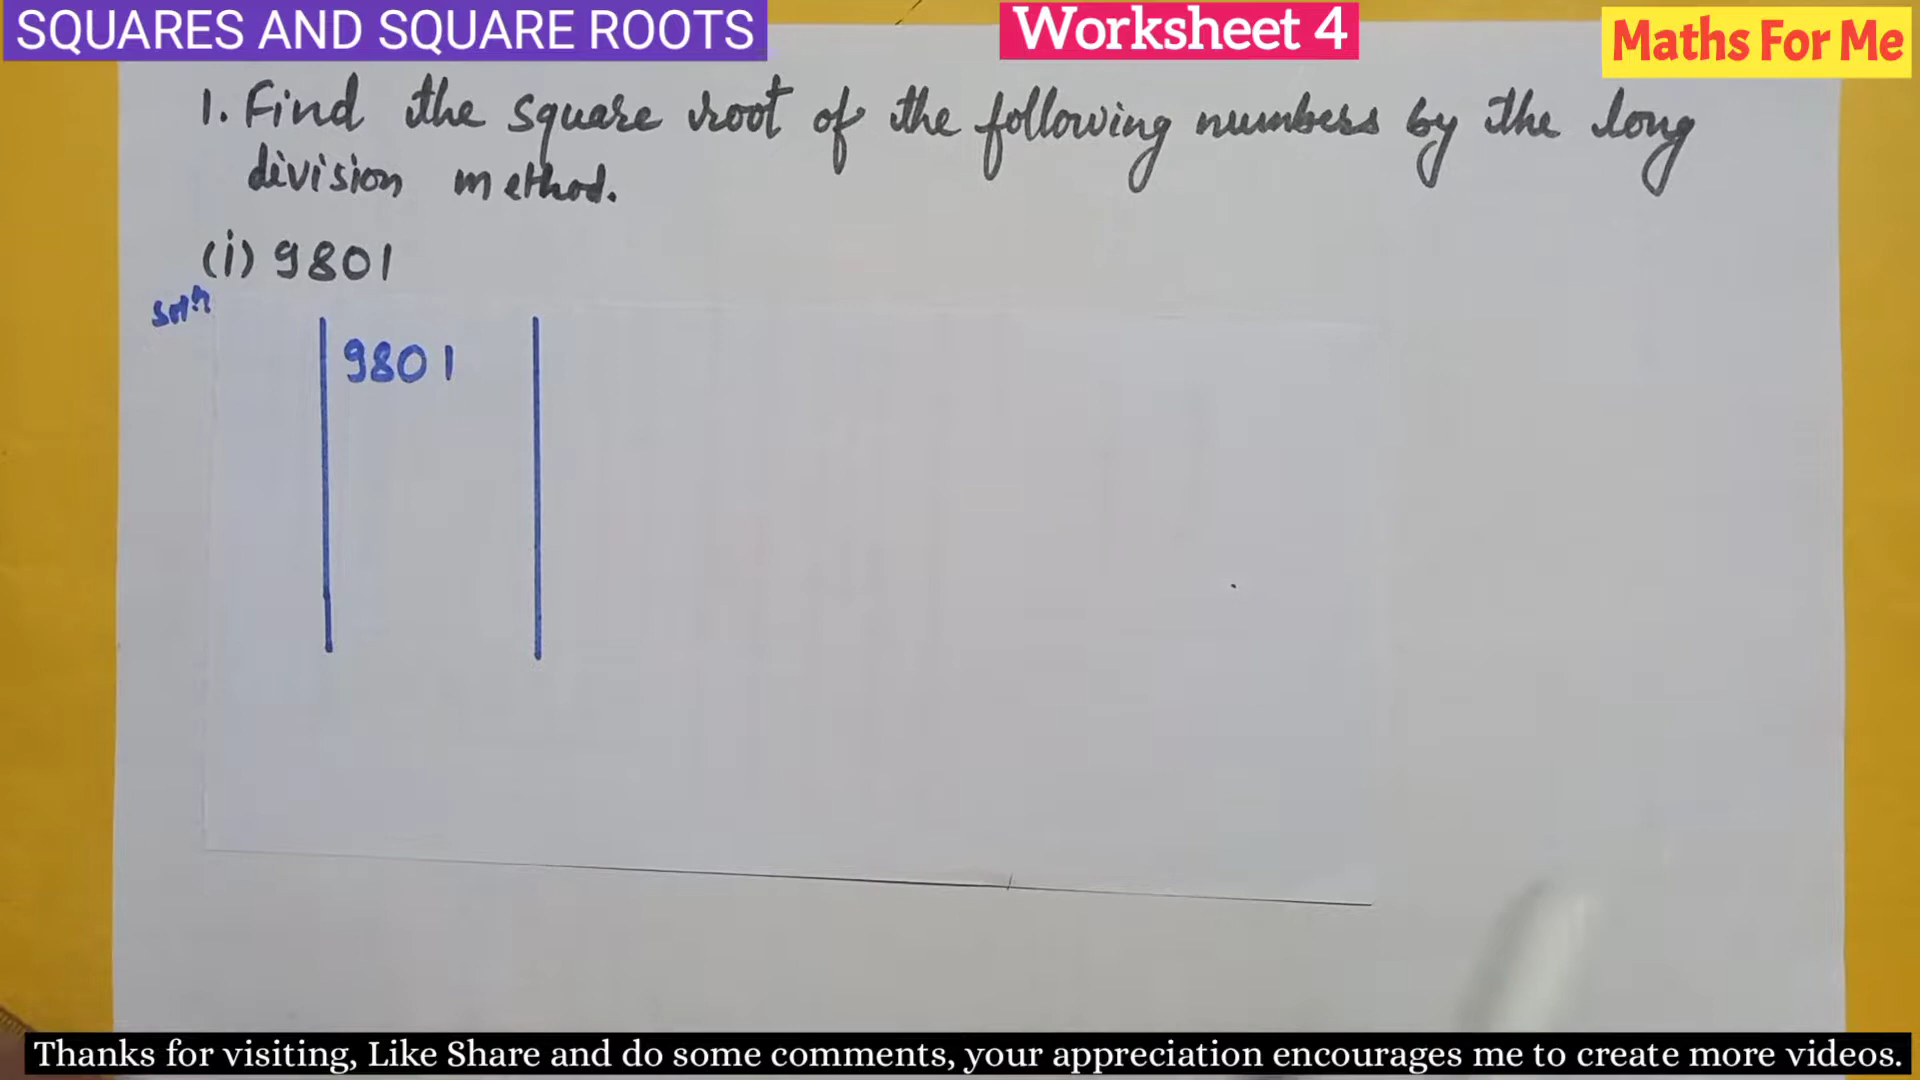 SQUARES AND SQUARE ROOTS
Worksheet 4
Maths For Me
1. Find the square root of the following numbers by the long
division method.
(i) 9801
Solⁿ
9801
Thanks for visiting, Like Share and do some comments, your appreciation encourages me to create more videos.